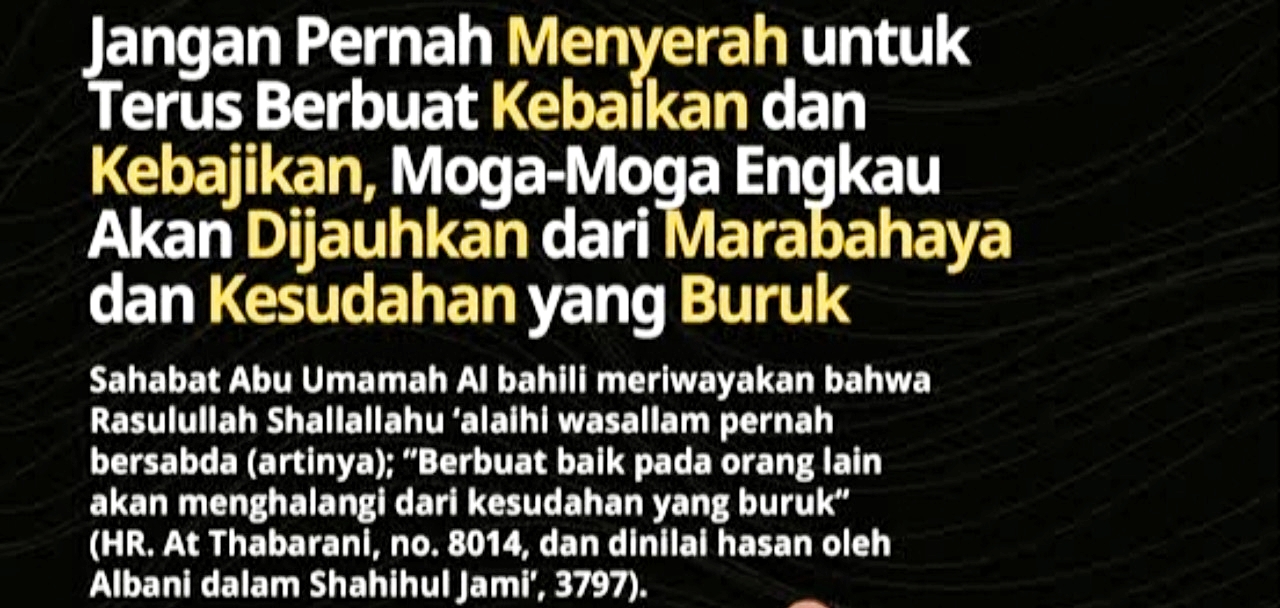 Jangan Pernah Menyerah untuk
Terus Berbuat Kebaikan dan
Kebajikan, Moga-Moga Engkau
Akan Dijauhkan dari Marabahaya
dan Kesudahan yang Buruk
Sahabat Abu Umamah Al bahili meriwayakan bahwa
Rasulullah Shallallahu ‘alaihi wasallam pernah
bersabda (artinya); “Berbuat baik pada orang lain
akan menghalangi dari kesudahan yang buruk”
(HR. At Thabarani, no. 8014, dan dinilai hasan oleh
Albani dalam Shahihul Jami’, 3797).